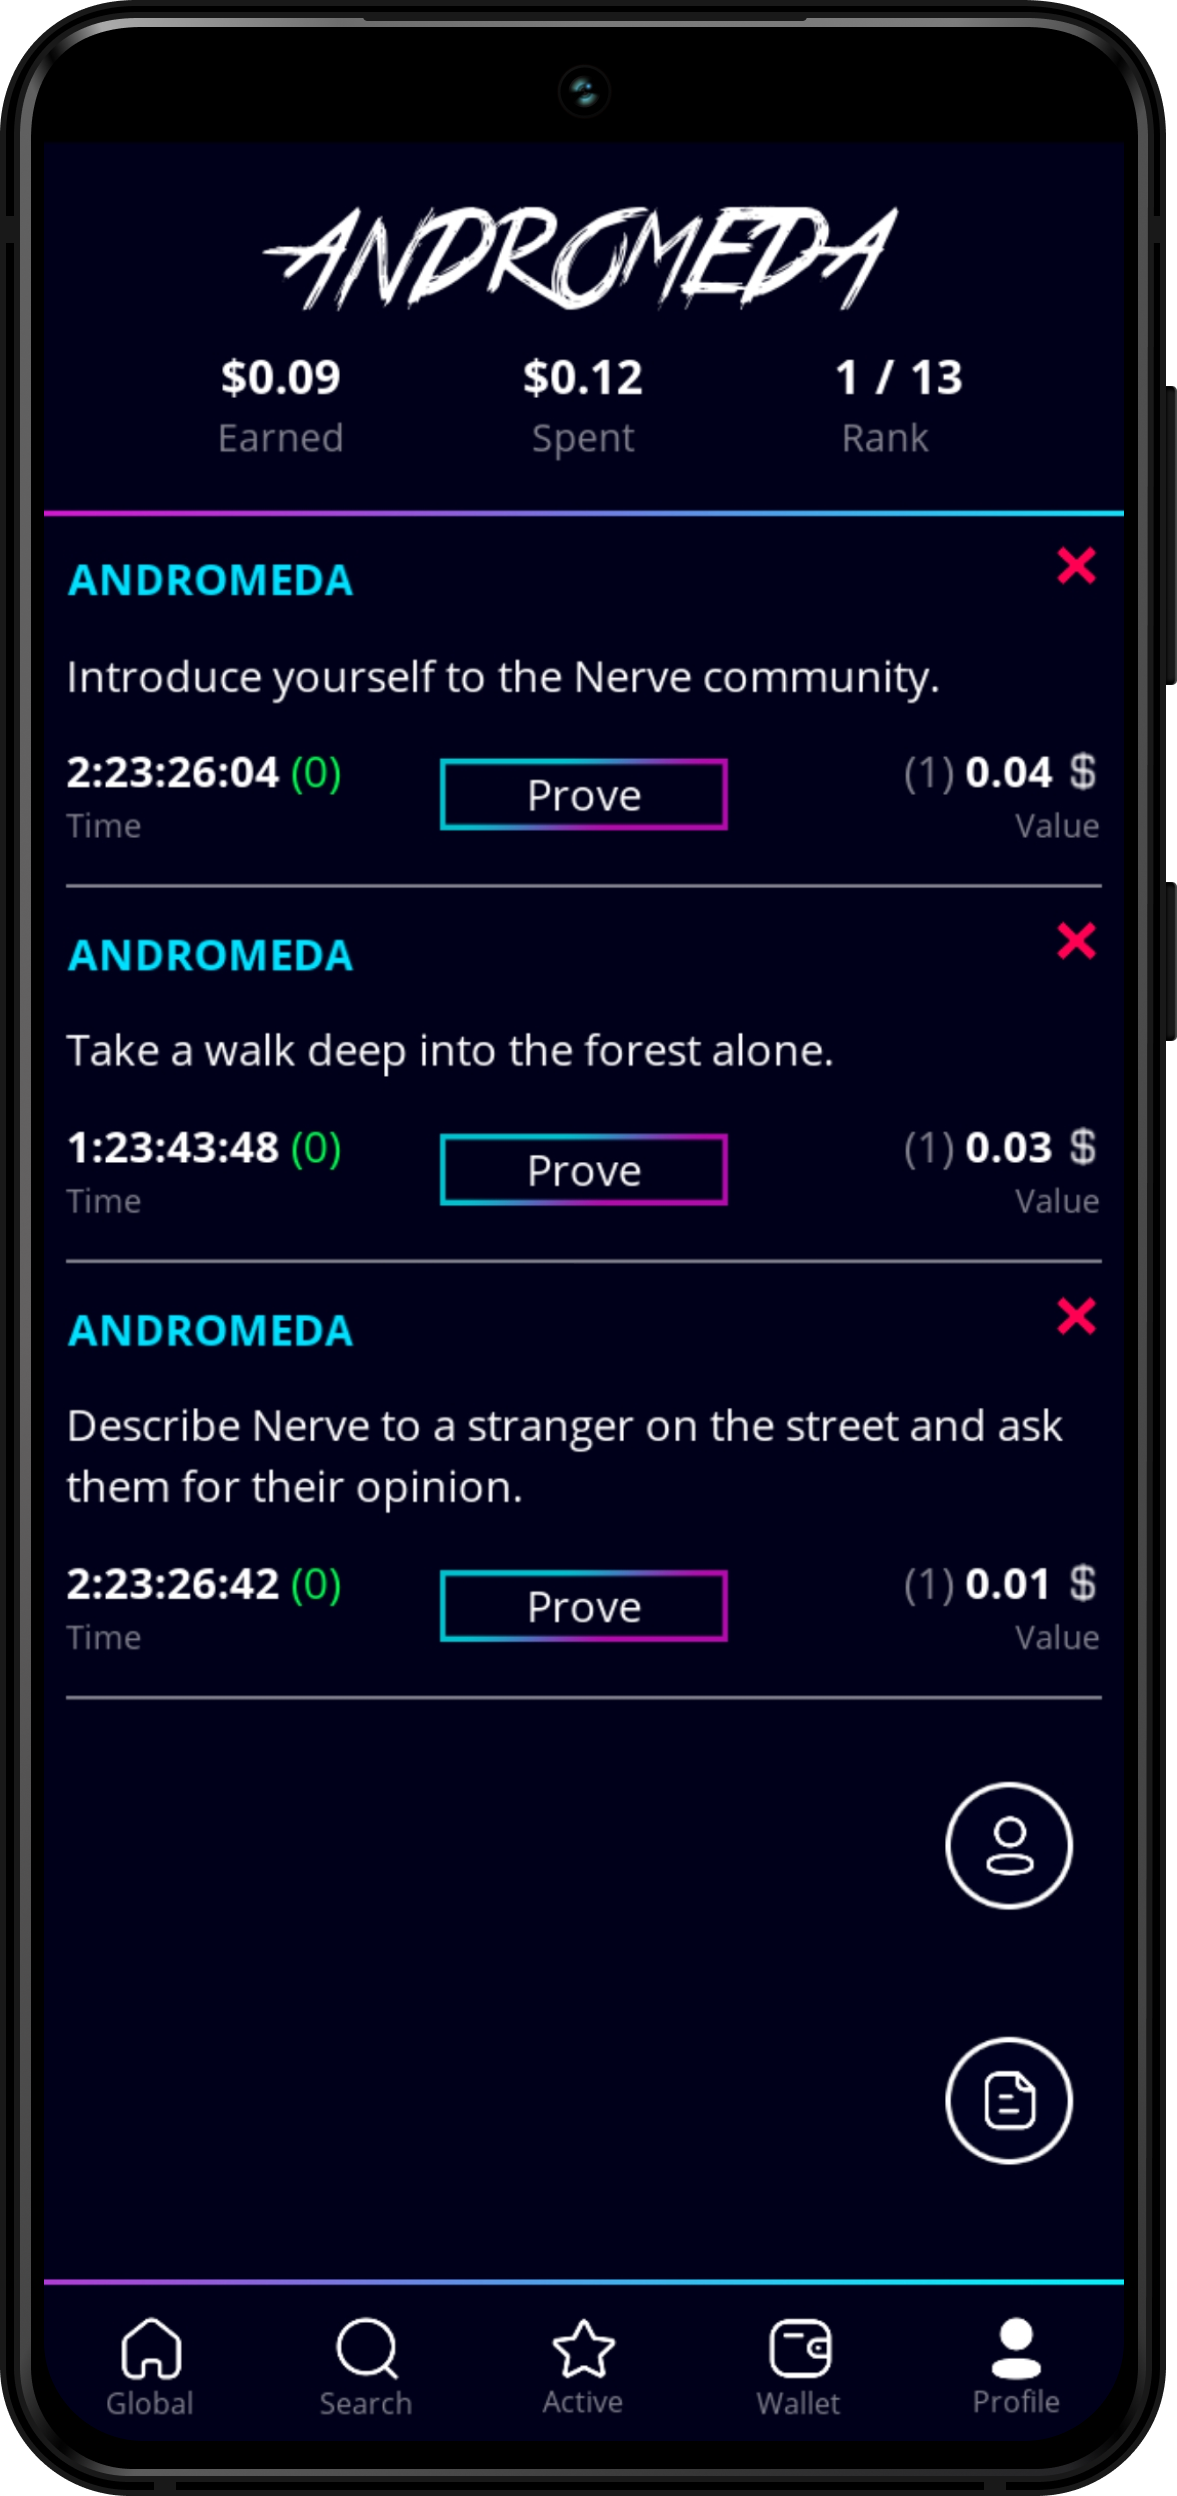 ANDROMEDA
$0.09 $0.12 1 / 13
Earned Spent Rank
ANDROMEDA
Introduce yourself to the Nerve community.
2:23:26:04 (0) Prove (1) 0.04 $
Time Value
ANDROMEDA
Take a walk deep into the forest alone.
1:23:43:48 (0) Prove (1) 0.03 $
Time Value
ANDROMEDA
Describe Nerve to a stranger on the street and ask
them for their opinion.
2:23:26:42 (0) Prove (1) 0.01 $
Time Value
Global Search Active Wallet Profile